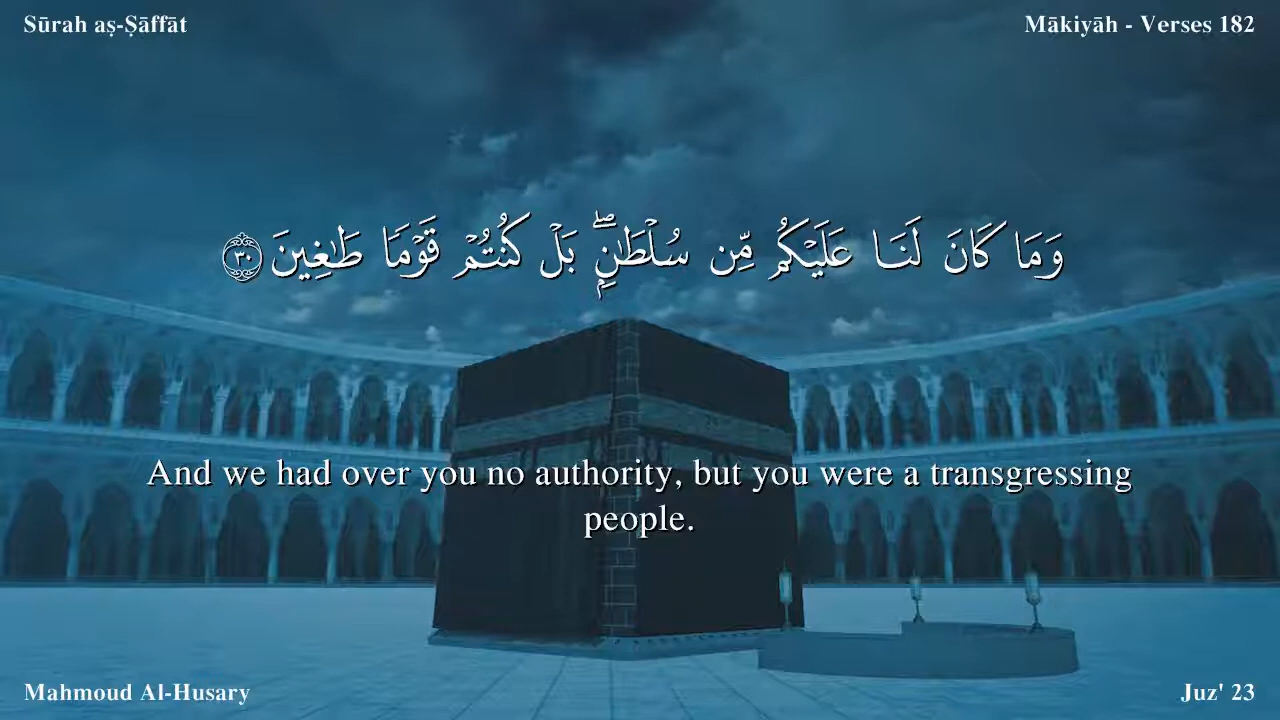 Sūrah aṣ-Ṣāffāt
Mākiyāh - Verses 182
وَمَا كَانَ لَنَا عَلَيْكُم مِّن سُلْطَٰنٍۭ ۖ بَلْ كُنتُمْ قَوْمًا طَٰغِينَ ٣٠
And we had over you no authority, but you were a transgressing
people.
Mahmoud Al-Husary
Juz' 23